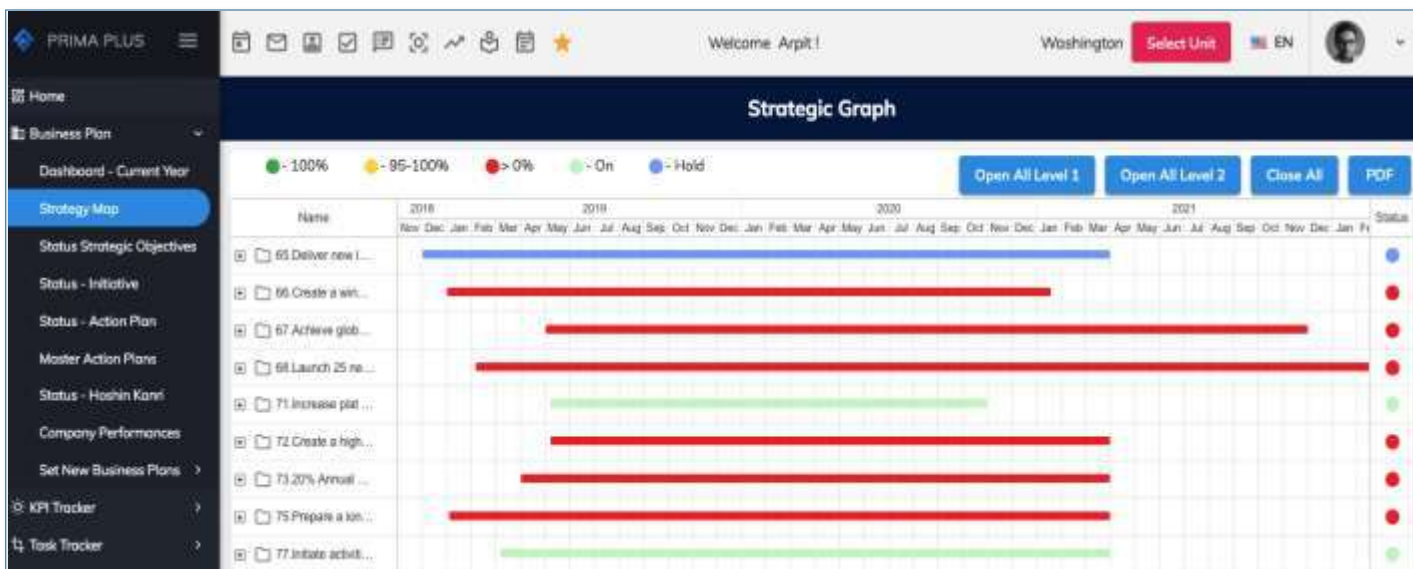 PRIMA PLUS
Welcome Arpit !
Washington
Select Unit
EN
Home
Business Plan
Dashboard - Current Year
Strategy Map
Status Strategic Objectives
Status - Initiative
Status - Action Plan
Master Action Plans
Status - Hoshin Kanri
Company Performances
Set New Business Plans
KPI Tracker
Task Tracker
Strategic Graph
- 100% - 95-100% > 0% - On - Hold
Open All Level 1 Open All Level 2 Close All PDF
Name 2018 2019 2020 2021 Status
Nov Dec Jan Feb Mar Apr May Jun Jul Aug Sep Oct Nov Dec Jan Feb Mar Apr May Jun Jul Aug Sep Oct Nov Dec Jan Feb Mar Apr May Jun Jul Aug Sep Oct Nov Dec Jan
65.Deliver new i...
66.Create a win...
67 Achieve glob...
68.Launch 25 ne...
71.Increase plat ...
72.Create a high...
73.20% Annual ...
75.Prepare a lon...
77.Initiate activit...